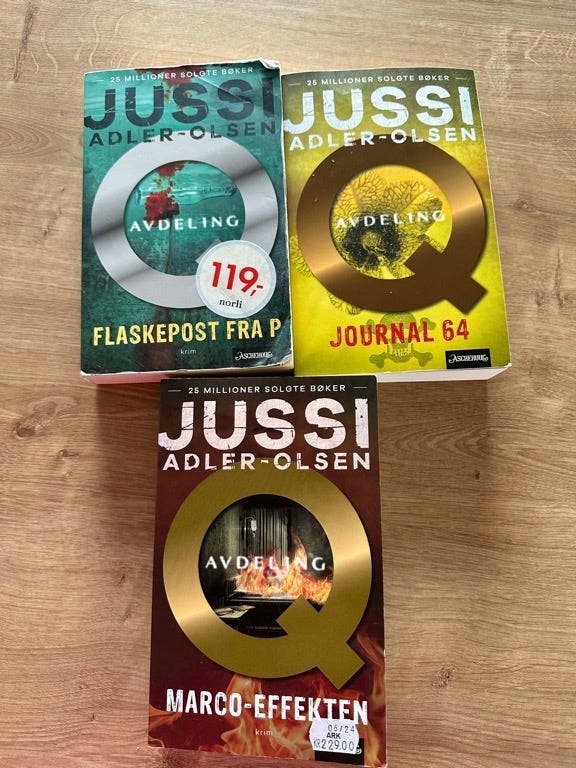 25 MILLIONER SOLGTE BØKER
JUSSI
ADLER-OLSEN
Q
AVDELING
119,-
norli
FLASKEPOST FRA P
krim
ASCHEHOUG
25 MILLIONER SOLGTE BØKER
JUSSI
ADLER-OLSEN
Q
AVDELING
JOURNAL 64
krim
ASCHEHOUG
25 MILLIONER SOLGTE BØKER
JUSSI
ADLER-OLSEN
Q
AVDELING
MARCO-EFFEKTEN
krim
06/24
ARK
KR229.00